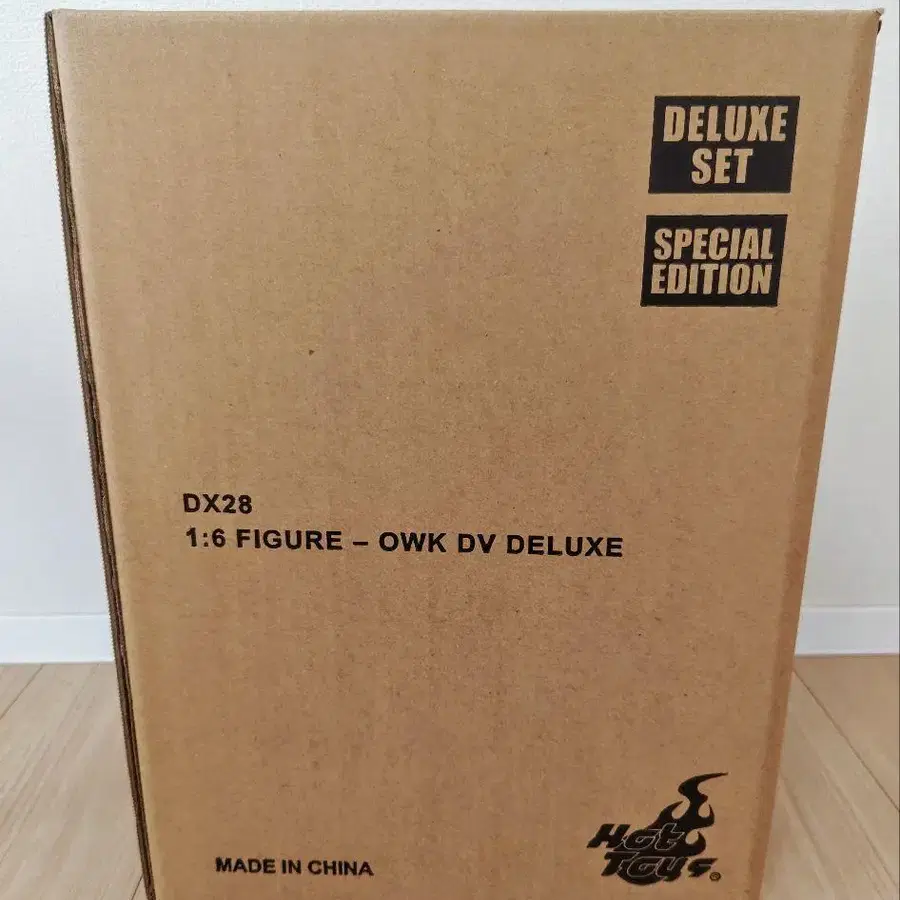 DELUXE
SET
SPECIAL
EDITION
DX28
1:6 FIGURE – OWK DV DELUXE
MADE IN CHINA
Hot
Toys®